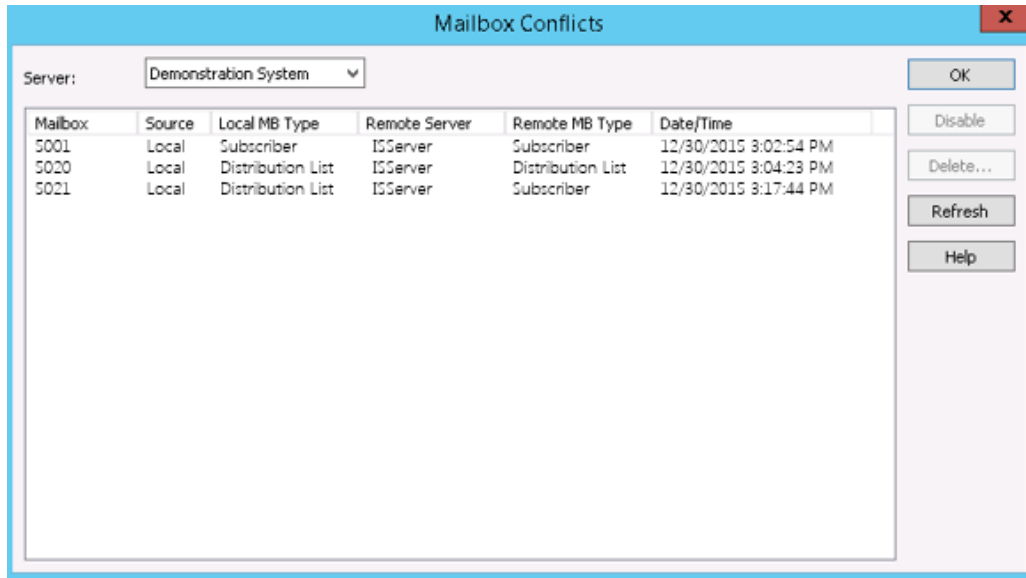 Mailbox Conflicts
x
Server: Demonstration System OK
Mailbox Source Local MB Type Remote Server Remote MB Type Date/Time Disable
5001 Local Subscriber ISServer Subscriber 12/30/2015 3:02:54 PM
5020 Local Distribution List ISServer Distribution List 12/30/2015 3:04:23 PM Delete...
5021 Local Distribution List ISServer Subscriber 12/30/2015 3:17:44 PM
Refresh
Help